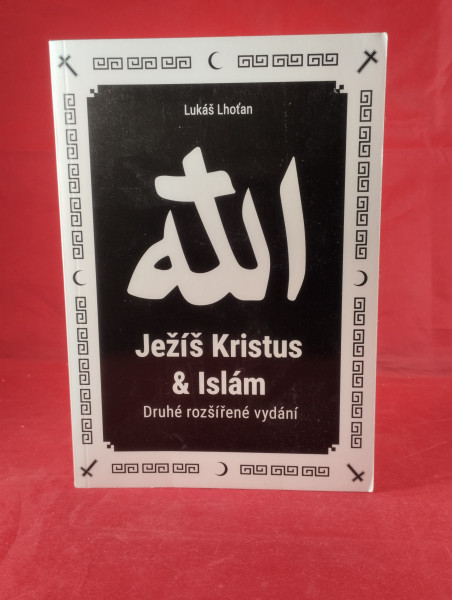 Lukáš Lhoťan
الله
Ježíš Kristus
& Islám
Druhé rozšířené vydání